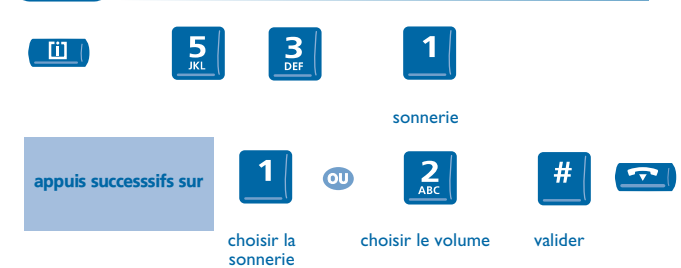 [i] 5 JKL 3 DEF 1
sonnerie
appuis successsifs sur 1 OU 2 ABC #
choisir la sonnerie choisir le volume valider